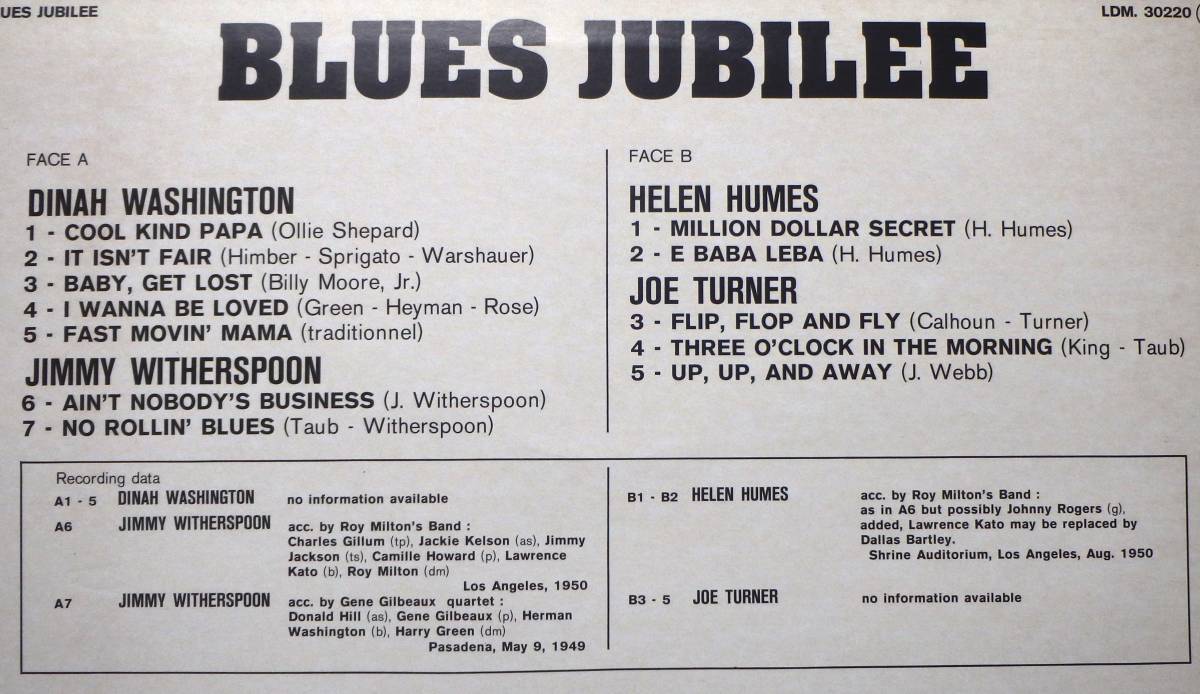 UES JUBILEE
LDM. 30220 (
BLUES JUBILEE
FACE A
DINAH WASHINGTON
1 - COOL KIND PAPA (Ollie Shepard)
2 - IT ISN'T FAIR (Himber - Sprigato - Warshauer)
3 - BABY, GET LOST (Billy Moore, Jr.)
4 - I WANNA BE LOVED (Green - Heyman - Rose)
5 - FAST MOVIN' MAMA (traditionnel)
JIMMY WITHERSPOON
6 - AIN'T NOBODY'S BUSINESS (J. Witherspoon)
7 - NO ROLLIN' BLUES (Taub - Witherspoon)
FACE B
HELEN HUMES
1 - MILLION DOLLAR SECRET (H. Humes)
2 - E BABA LEBA (H. Humes)
JOE TURNER
3 - FLIP, FLOP AND FLY (Calhoun - Turner)
4 - THREE O'CLOCK IN THE MORNING (King - Taub)
5 - UP, UP, AND AWAY (J. Webb)
Recording data
A1 - 5 DINAH WASHINGTON no information available
A6 JIMMY WITHERSPOON acc. by Roy Milton's Band :
Charles Gillum (tp), Jackie Kelson (as), Jimmy
Jackson (ts), Camille Howard (p), Lawrence
Kato (b), Roy Milton (dm)
Los Angeles, 1950
A7 JIMMY WITHERSPOON acc. by Gene Gilbeaux quartet :
Donald Hill (as), Gene Gilbeaux (p), Herman
Washington (b), Harry Green (dm)
Pasadena, May 9, 1949
B1 - B2 HELEN HUMES acc. by Roy Milton's Band :
as in A6 but possibly Johnny Rogers (g),
added, Lawrence Kato may be replaced by
Dallas Bartley.
Shrine Auditorium, Los Angeles, Aug. 1950
B3 - 5 JOE TURNER no information available